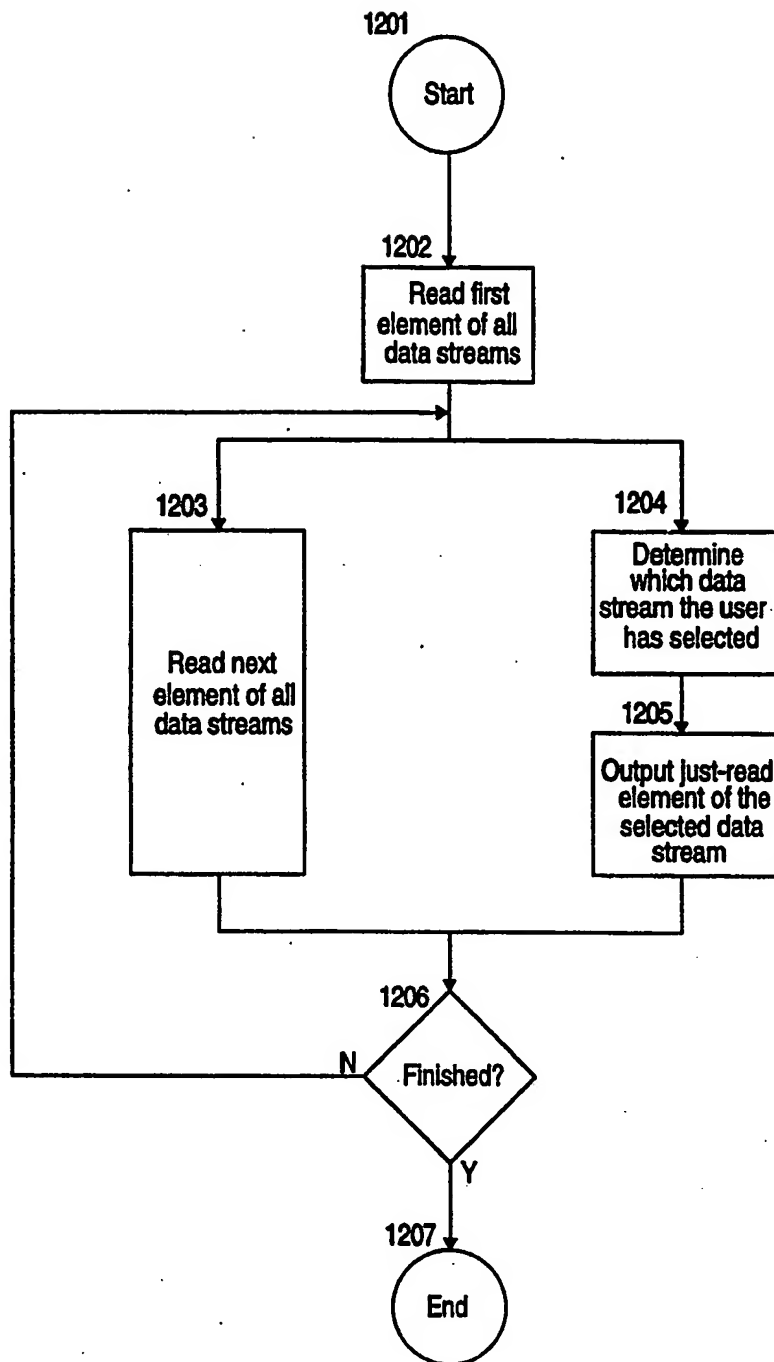 1201
Start
1202
Read first
element of all
data streams
1203
Read next
element of all
data streams
1204
Determine
which data
stream the user
has selected
1205
Output just-read
element of the
selected data
stream
1206
Finished?
N
Y
1207
End